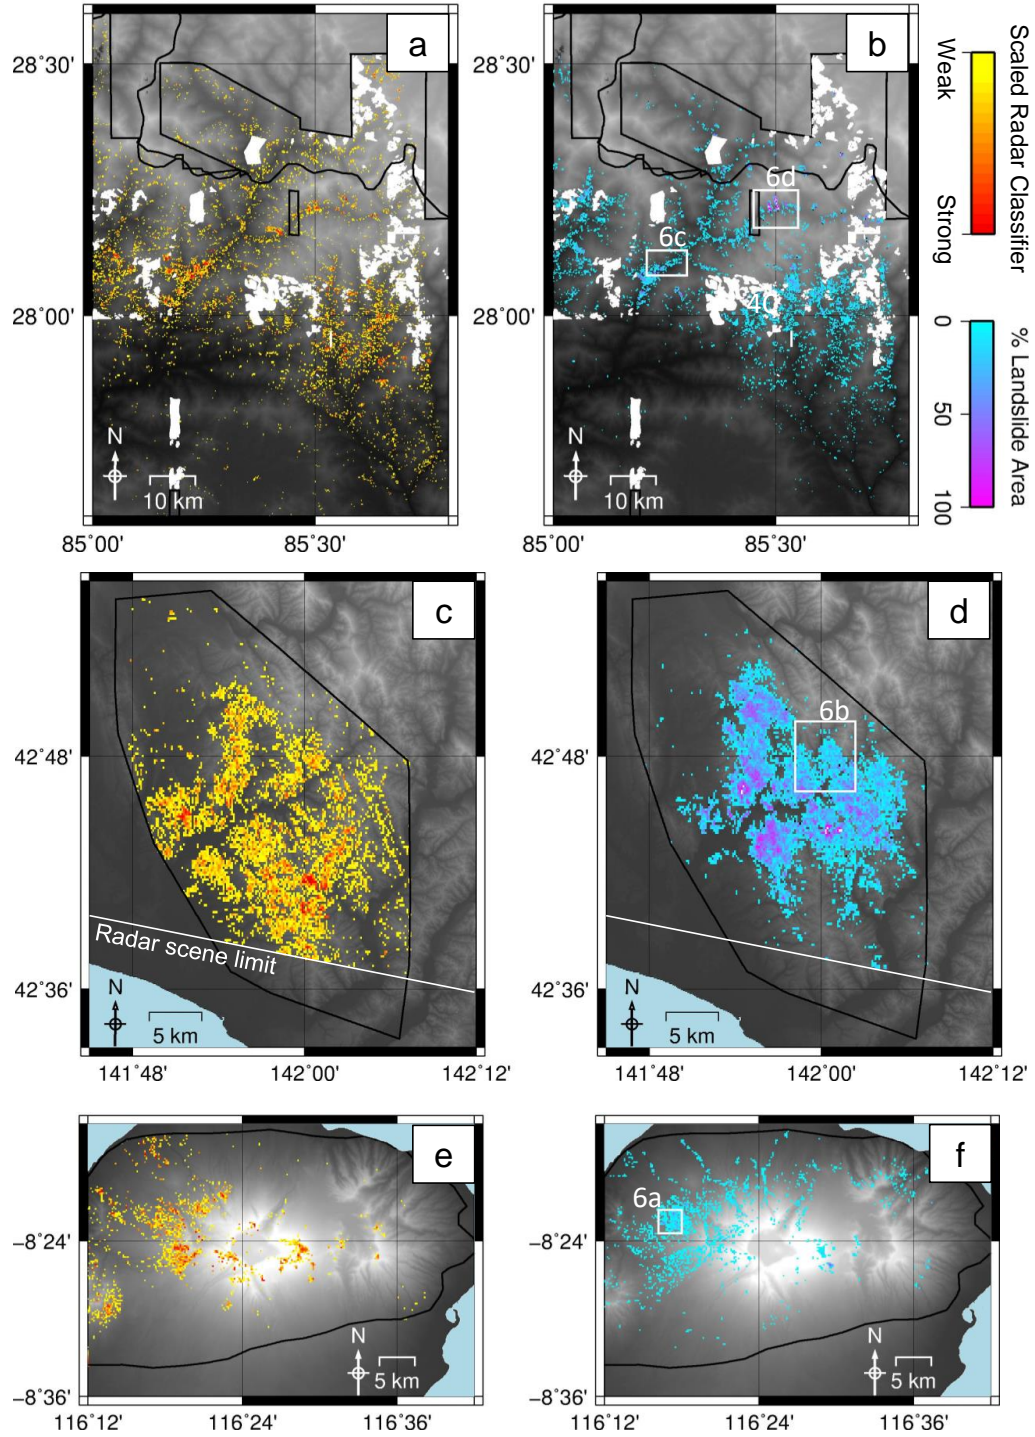 a
b
28°30'
28°30'
6d
6c
4Q
28°00'
28°00'
N
10 km
N
10 km
85°00'
85°30'
85°00'
85°30'
Scaled Radar Classifier
Weak
Strong
% Landslide Area
0
50
100
c
d
6b
42°48'
42°48'
Radar scene limit
42°36'
42°36'
N
5 km
N
5 km
141°48'
142°00'
142°12'
141°48'
142°00'
142°12'
e
f
6a
−8°24'
−8°24'
N
5 km
N
5 km
−8°36'
−8°36'
116°12'
116°24'
116°36'
116°12'
116°24'
116°36'